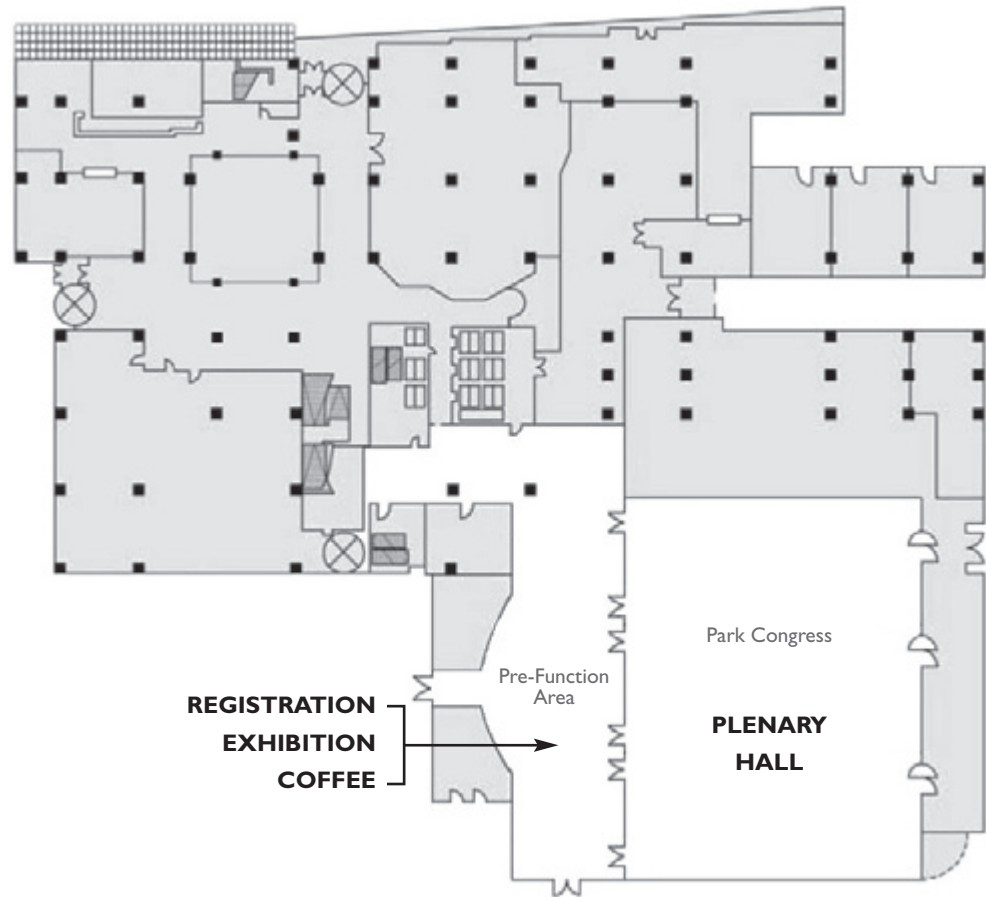 Park Congress
Pre-Function
Area
REGISTRATION
EXHIBITION
COFFEE
PLENARY
HALL